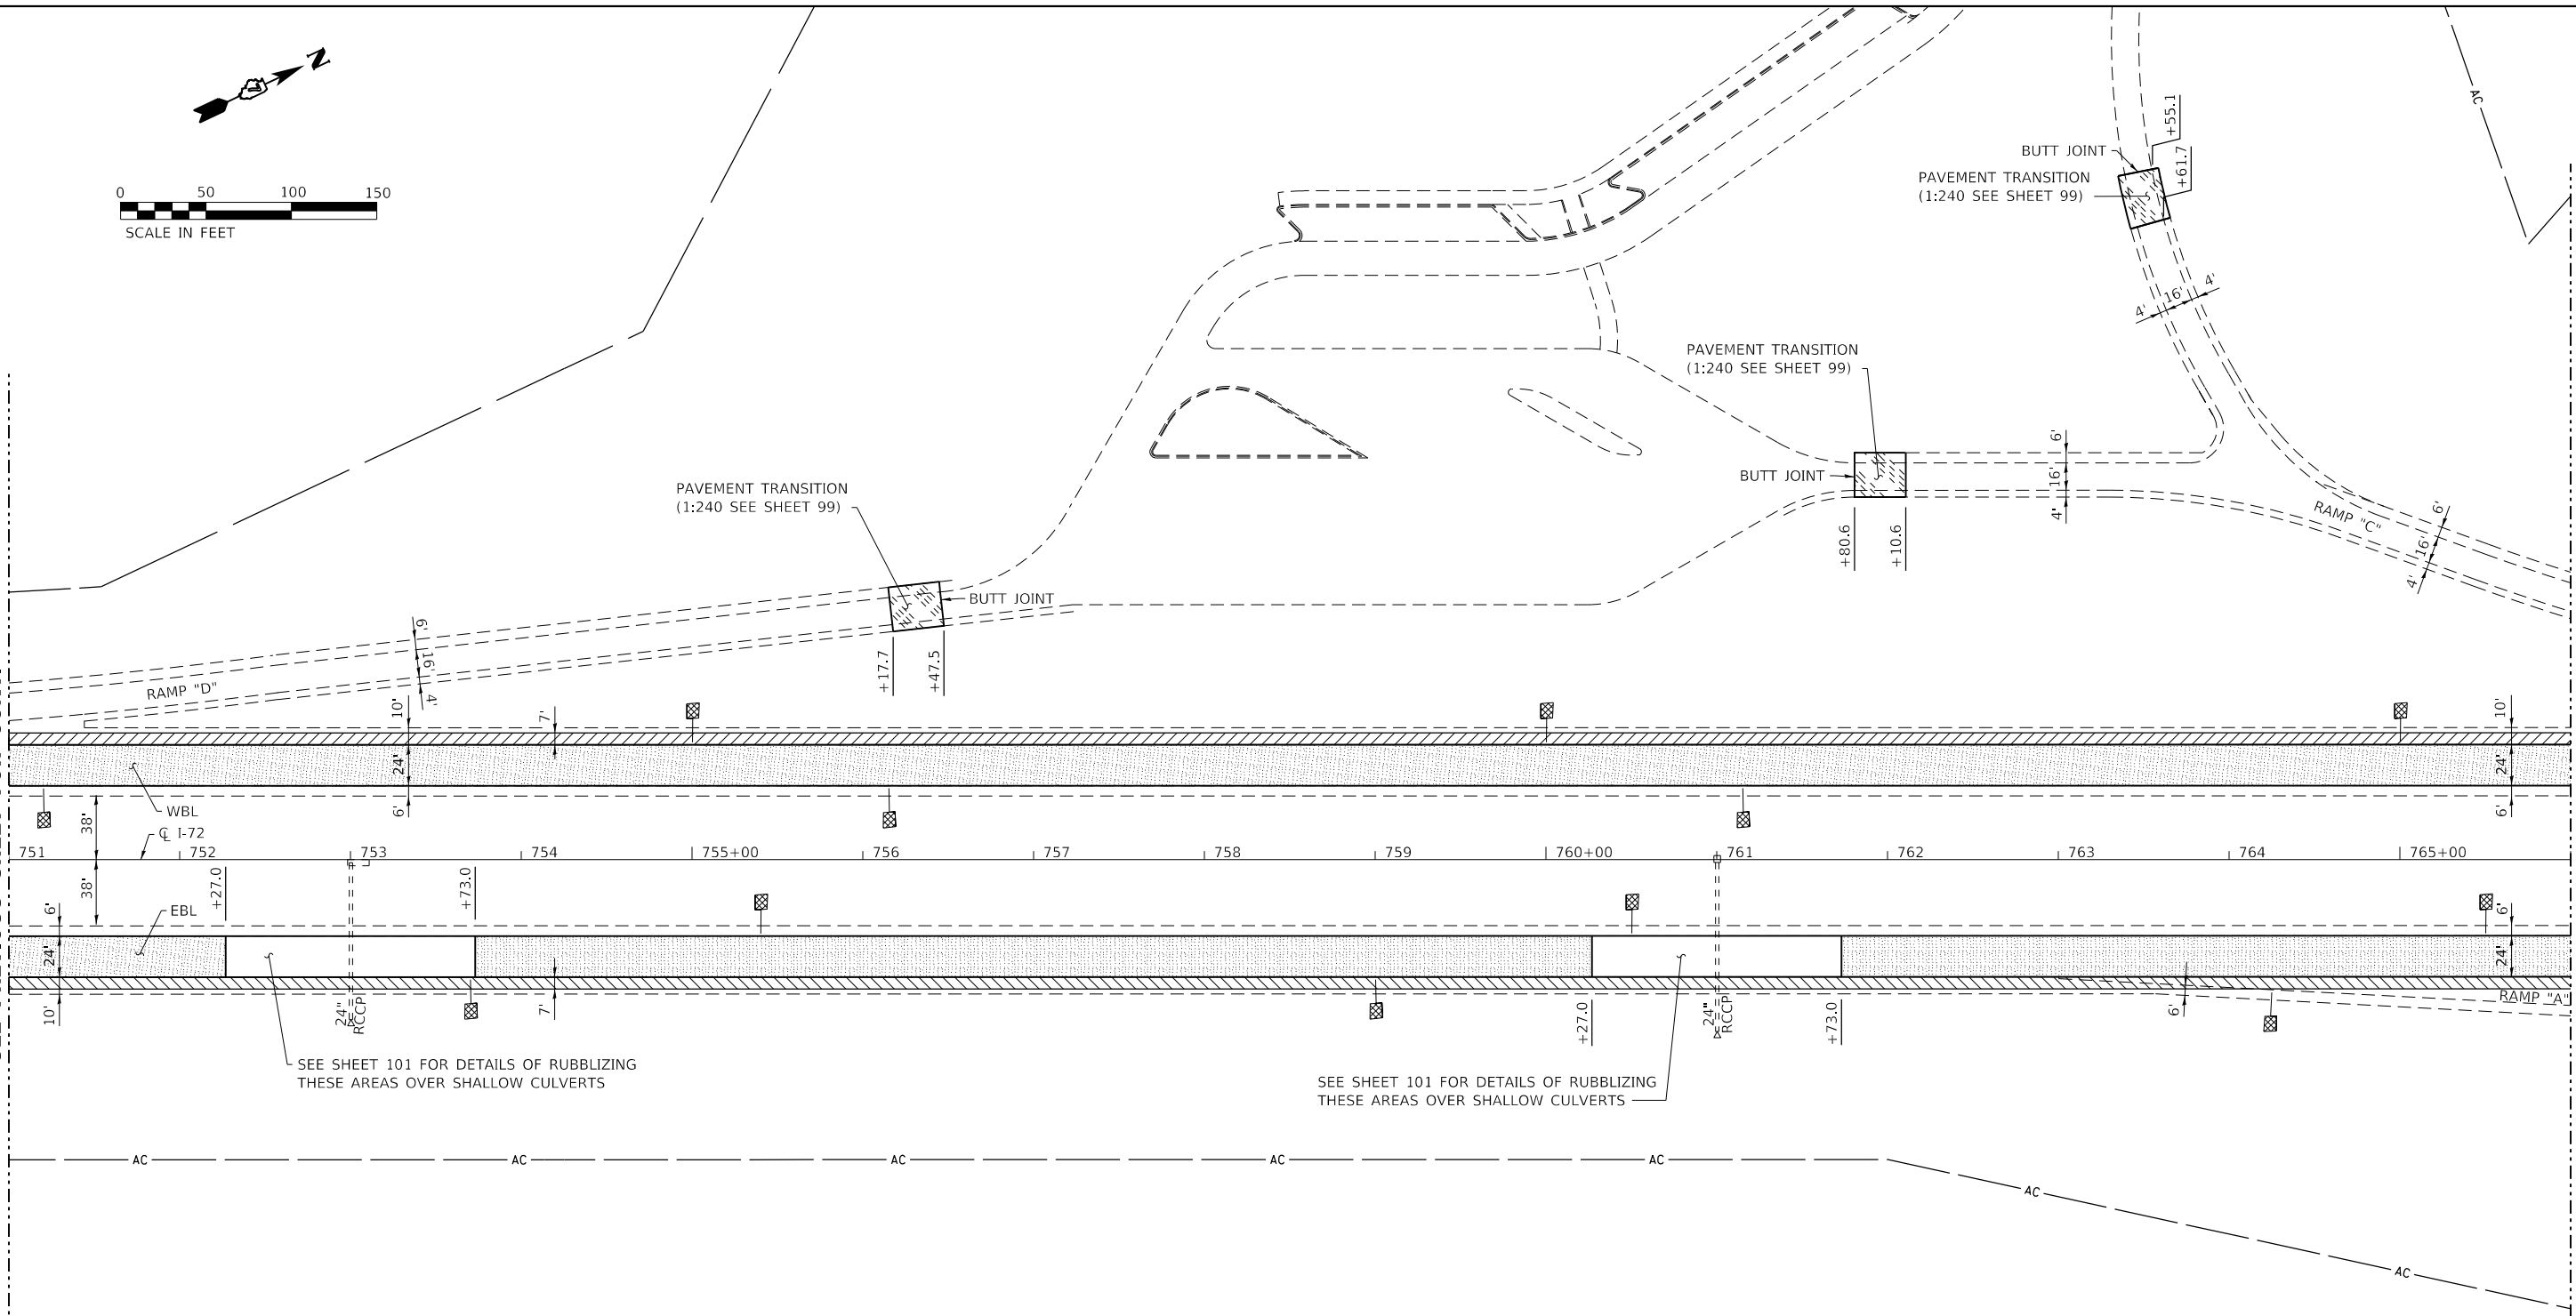 N
0 50 100 150
SCALE IN FEET
AC
+55.1
BUTT JOINT
+61.7
PAVEMENT TRANSITION
(1:240 SEE SHEET 99)
4' 16' 4'
PAVEMENT TRANSITION
(1:240 SEE SHEET 99)
BUTT JOINT
6'
16'
4'
+80.6
+10.6
RAMP "C"
6'
16'
4'
PAVEMENT TRANSITION
(1:240 SEE SHEET 99)
BUTT JOINT
+17.7
+47.5
6'
16'
4'
RAMP "D"
10'
7'
10'
24'
24'
6'
6'
WBL
38'
℄ I-72
751 752 753 754 755+00 756 757 758 759 760+00 761 762 763 764 765+00
38'
+27.0
+73.0
6'
EBL
6'
24'
24'
10'
24"
RCCP
7'
+27.0
24"
RCCP
+73.0
6'
RAMP "A"
SEE SHEET 101 FOR DETAILS OF RUBBLIZING
THESE AREAS OVER SHALLOW CULVERTS
SEE SHEET 101 FOR DETAILS OF RUBBLIZING
THESE AREAS OVER SHALLOW CULVERTS
AC AC AC AC AC
AC
AC